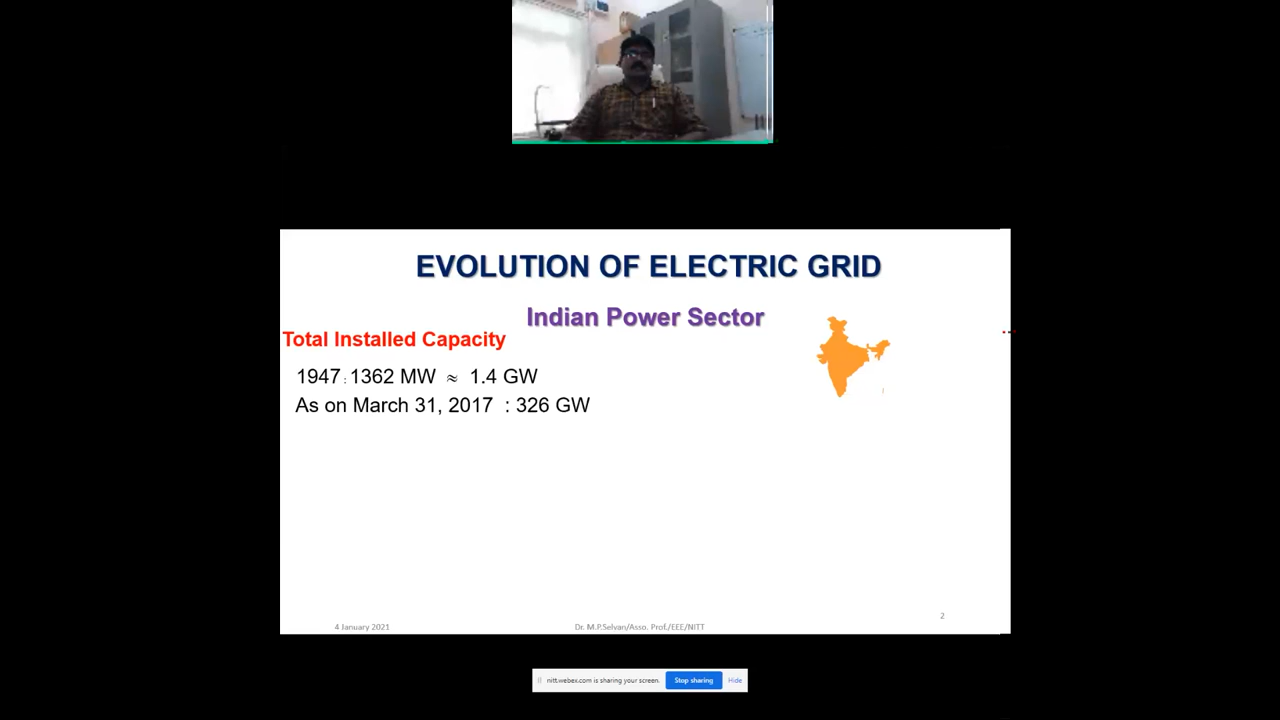 EVOLUTION OF ELECTRIC GRID
Indian Power Sector
Total Installed Capacity
1947 : 1362 MW ≈ 1.4 GW
As on March 31, 2017 : 326 GW
2
4 January 2021
Dr. M.P.Selvan/Asso. Prof./EEE/NITT
nitt.webex.com is sharing your screen.
Stop sharing
Hide